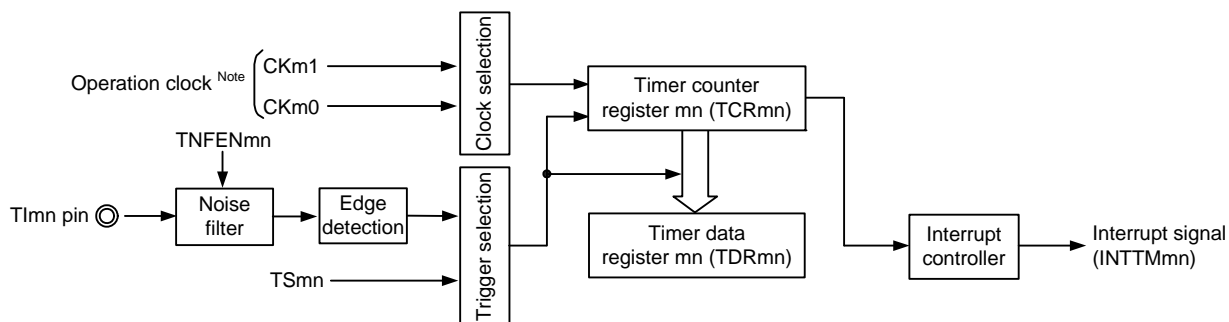 Operation clock Note
CKm1
CKm0
Clock selection
Timer counter
register mn (TCRmn)
TNFENmn
TImn pin
Noise
filter
Edge
detection
TSmn
Trigger selection
Timer data
register mn (TDRmn)
Interrupt
controller
Interrupt signal
(INTTMmn)